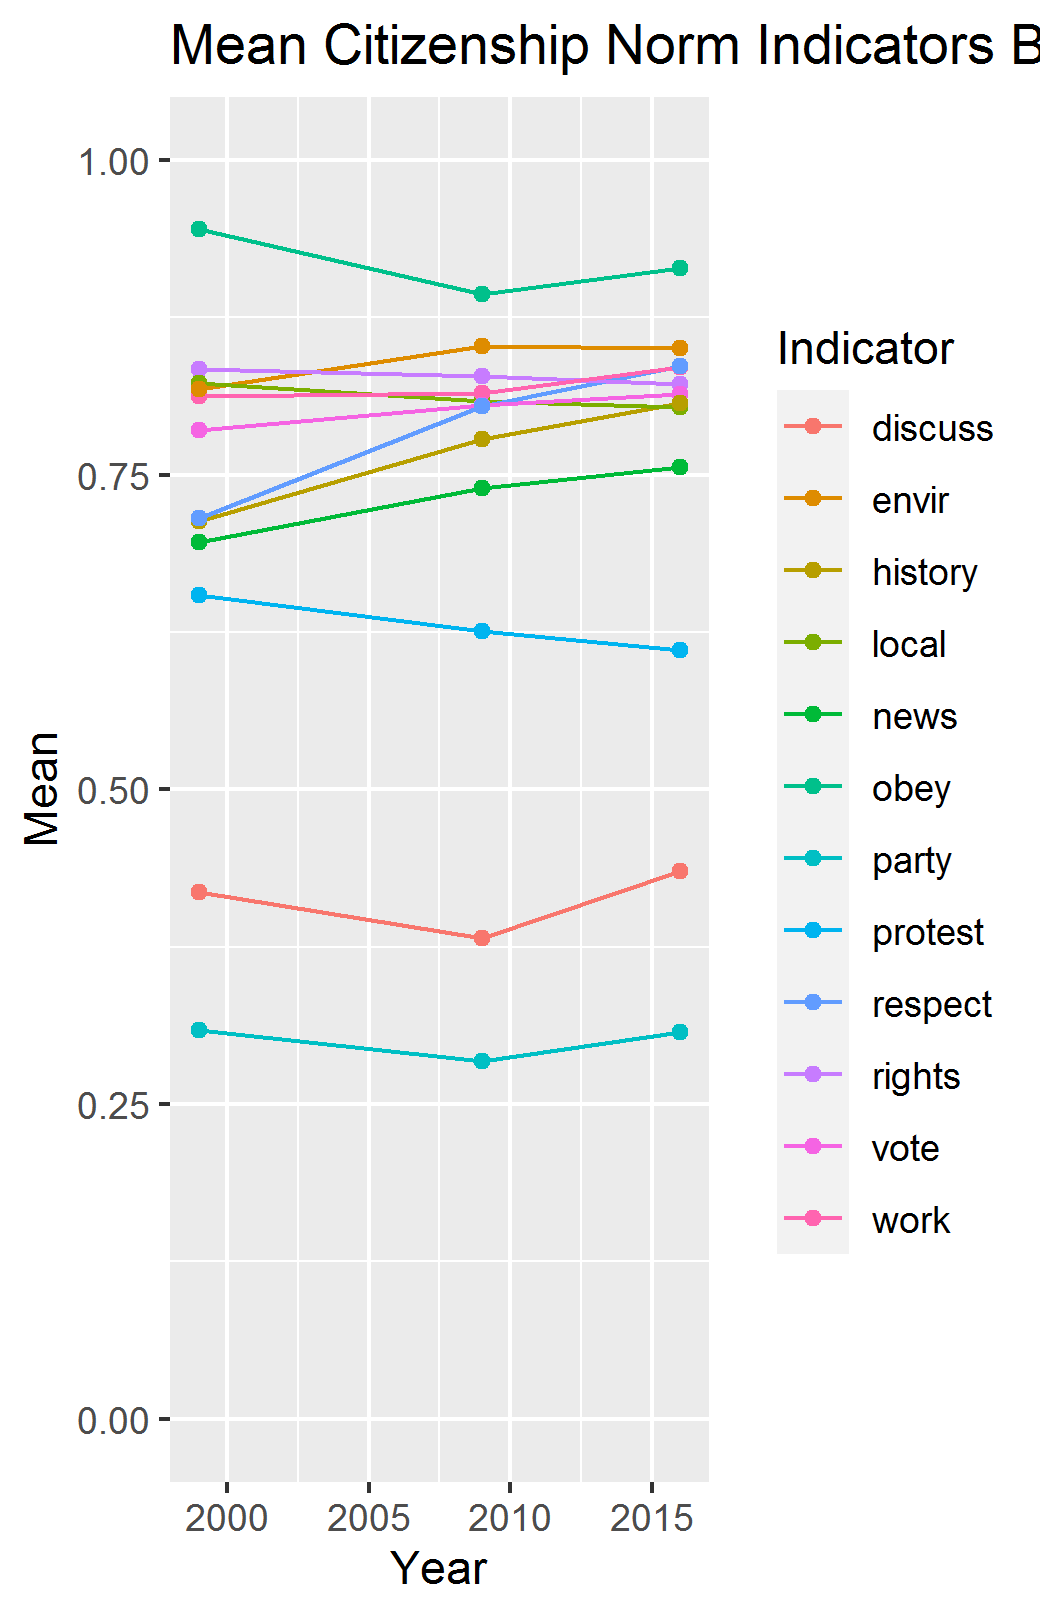 Mean Citizenship Norm Indicators B
1.00
0.75
0.50
0.25
0.00
Mean
2000 2005 2010 2015
Year
Indicator
discuss
envir
history
local
news
obey
party
protest
respect
rights
vote
work